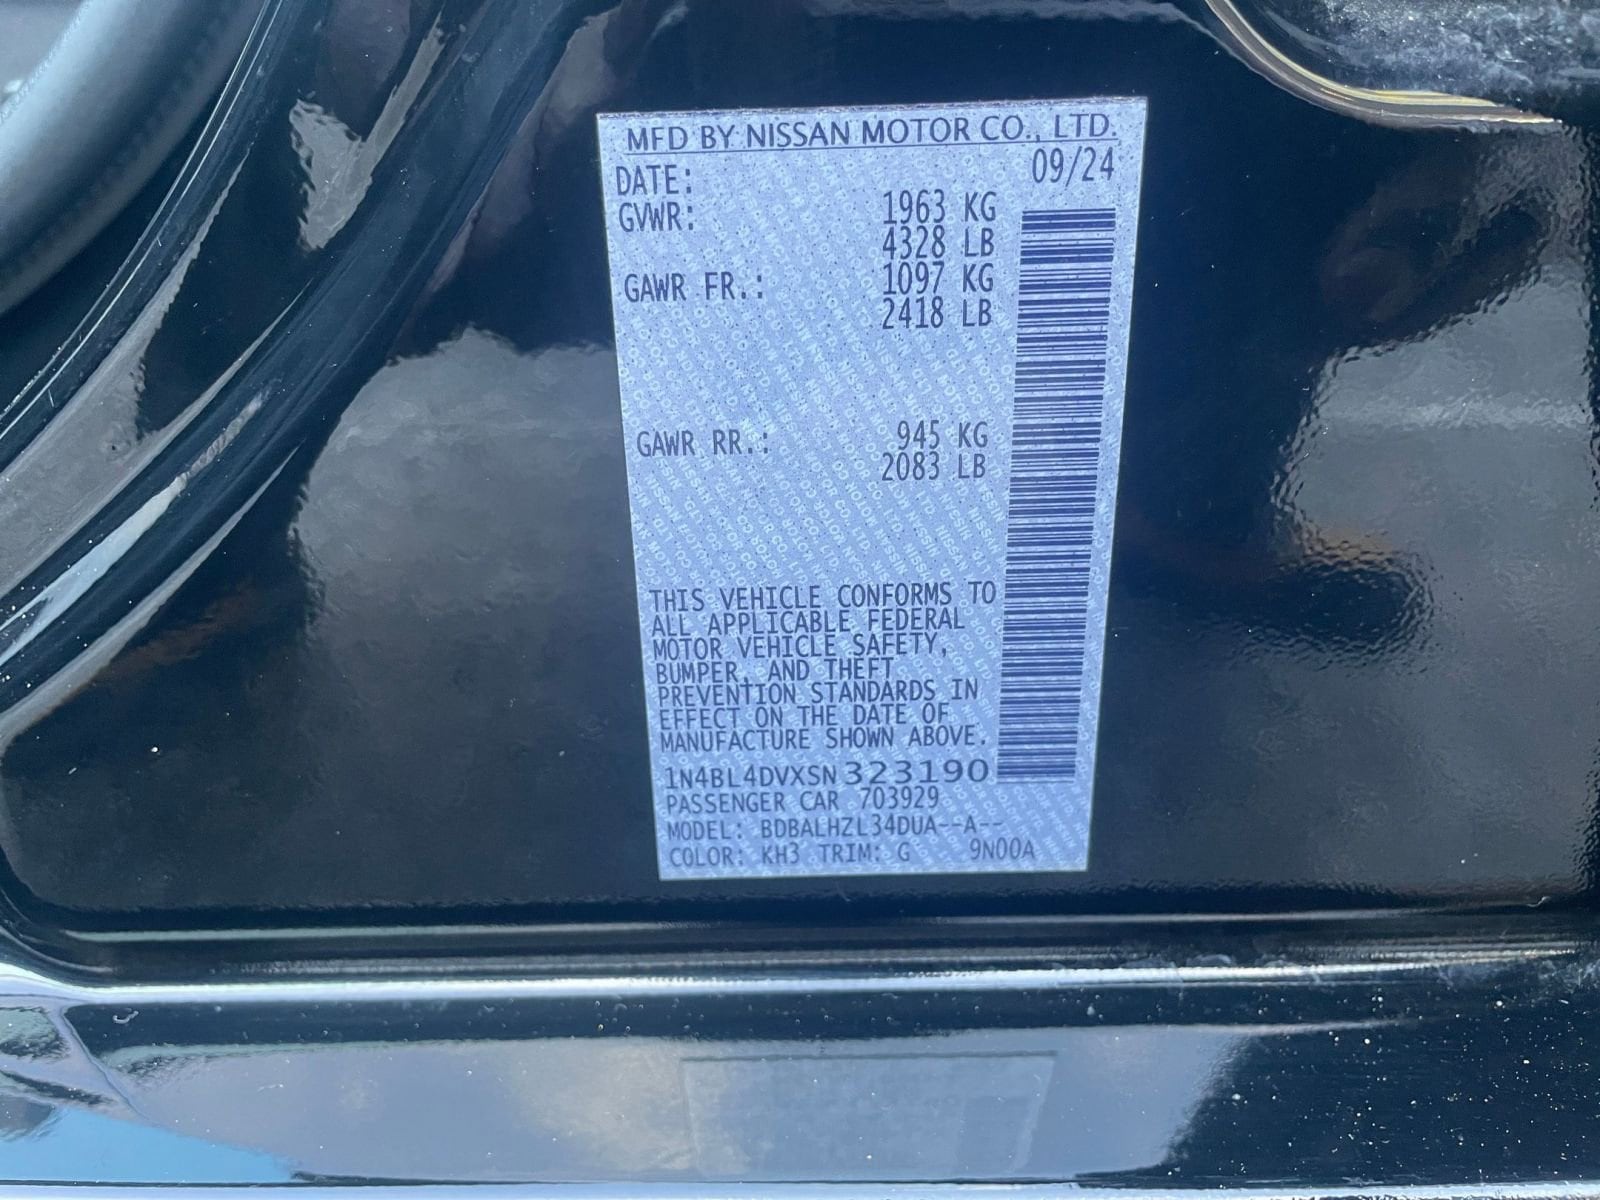 MFD BY NISSAN MOTOR CO., LTD.
DATE: 09/24
GVWR: 1963 KG
4328 LB
GAWR FR.: 1097 KG
2418 LB
GAWR RR.: 945 KG
2083 LB
THIS VEHICLE CONFORMS TO
ALL APPLICABLE FEDERAL
MOTOR VEHICLE SAFETY,
BUMPER, AND THEFT
PREVENTION STANDARDS IN
EFFECT ON THE DATE OF
MANUFACTURE SHOWN ABOVE.
1N4BL4DVXSN323190
PASSENGER CAR 703929
MODEL: BDBALHZL34DUA--A--
COLOR: KH3 TRIM: G 9N00A